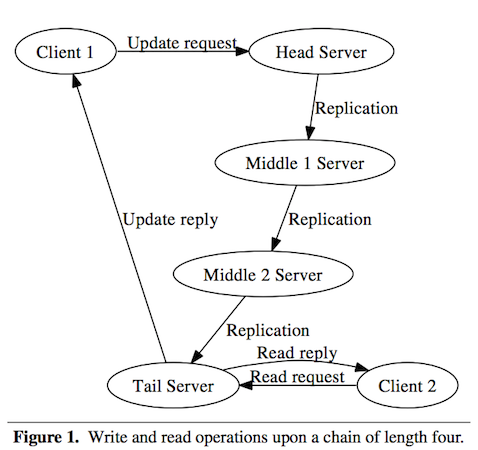 Client 1
Update request
Head Server
Replication
Middle 1 Server
Update reply
Replication
Middle 2 Server
Replication
Read reply
Read request
Tail Server
Client 2
Figure 1. Write and read operations upon a chain of length four.